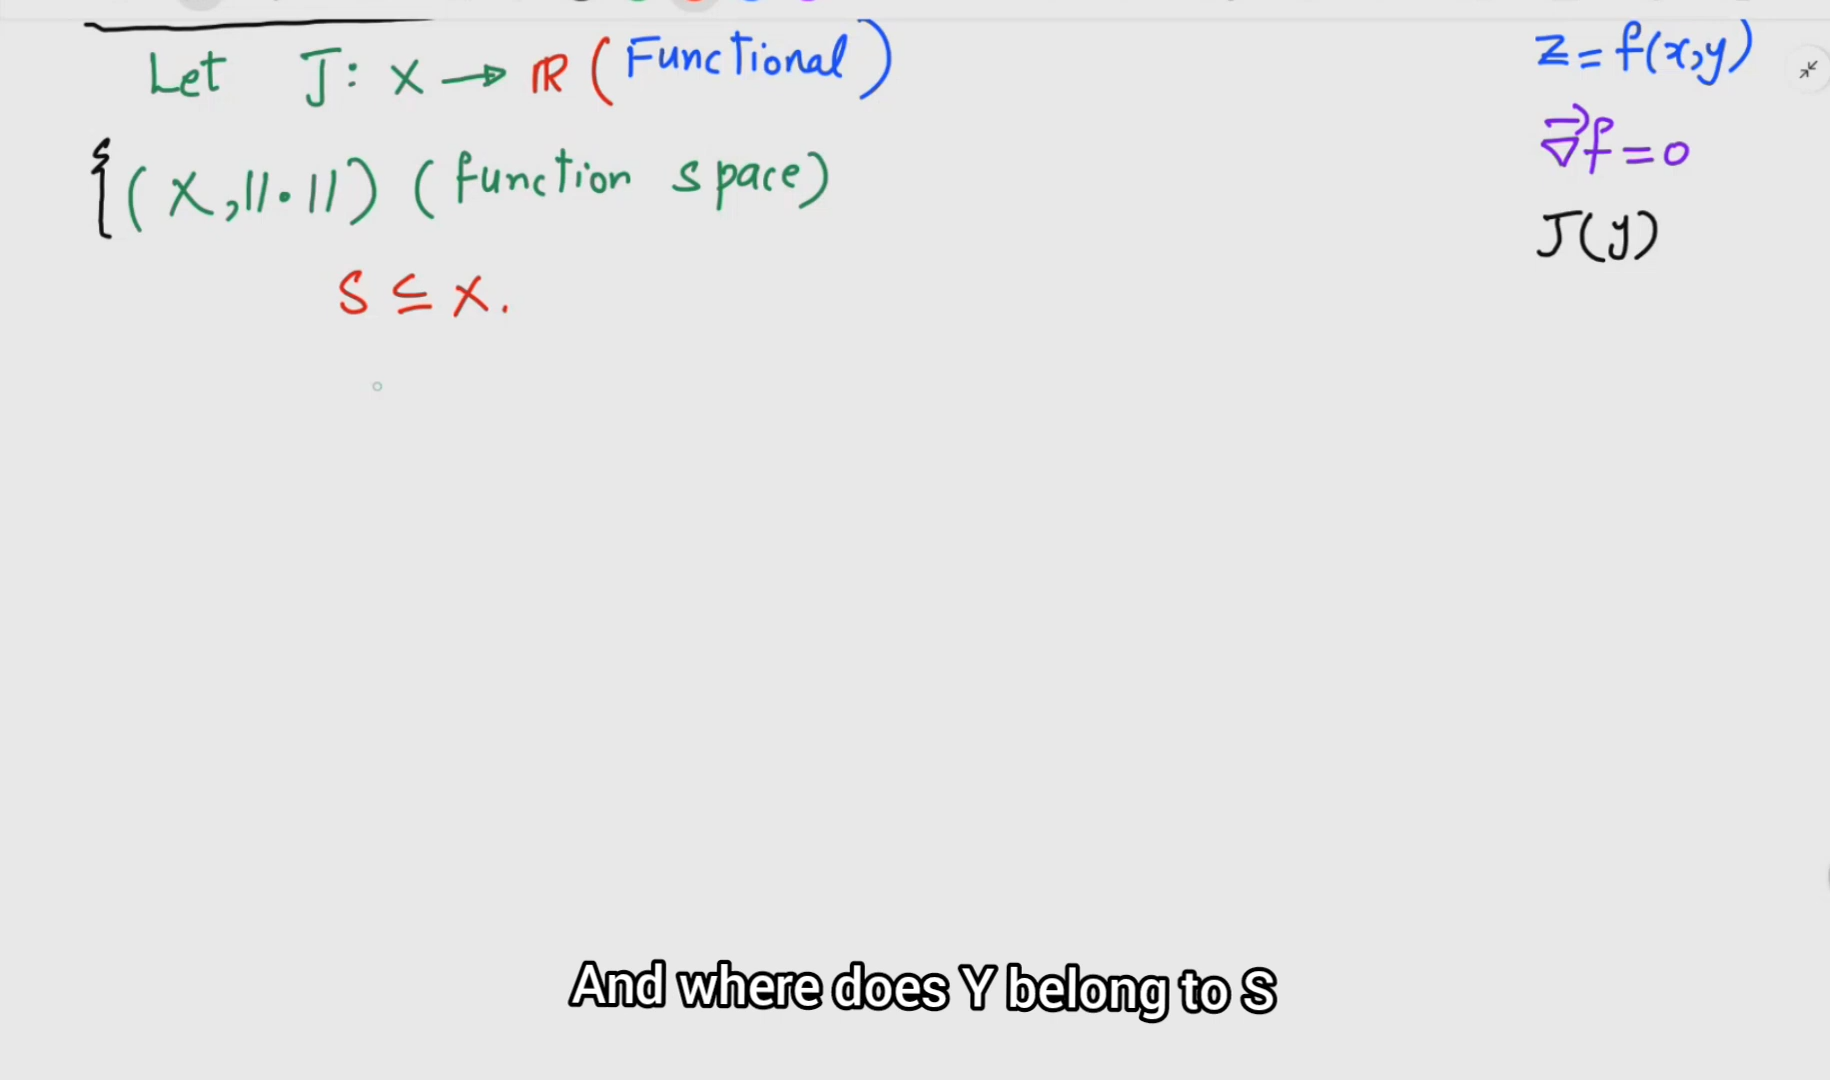 Let J: X → ℝ (Functional)
{(X, ||·||) (function space)
S ⊆ X.
z = f(x,y)
∇⃗f = 0
J(y)
And where does Y belong to S